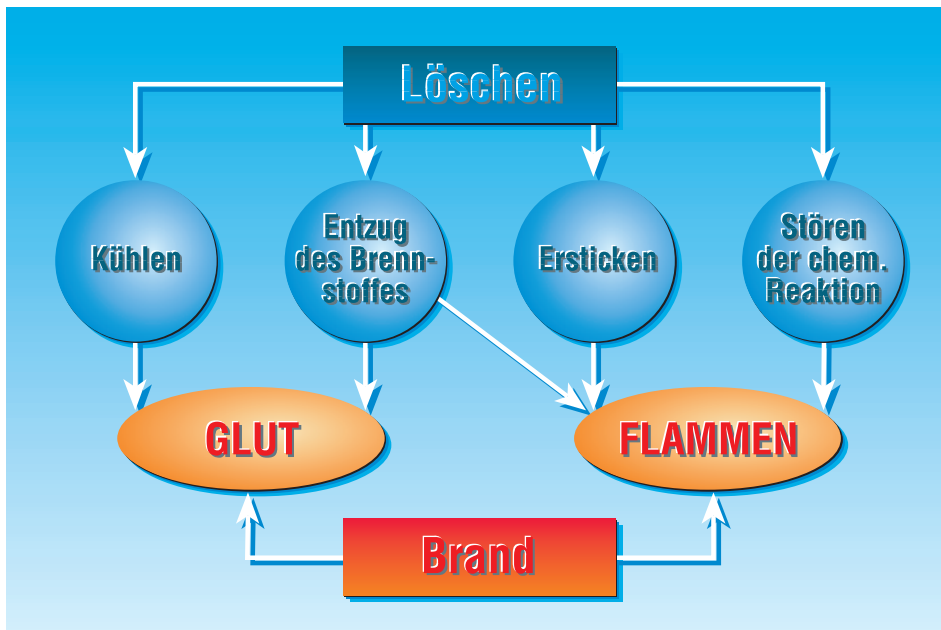 Löschen
Kühlen
Entzug
des Brenn-
stoffes
Ersticken
Stören
der chem.
Reaktion
GLUT
FLAMMEN
Brand